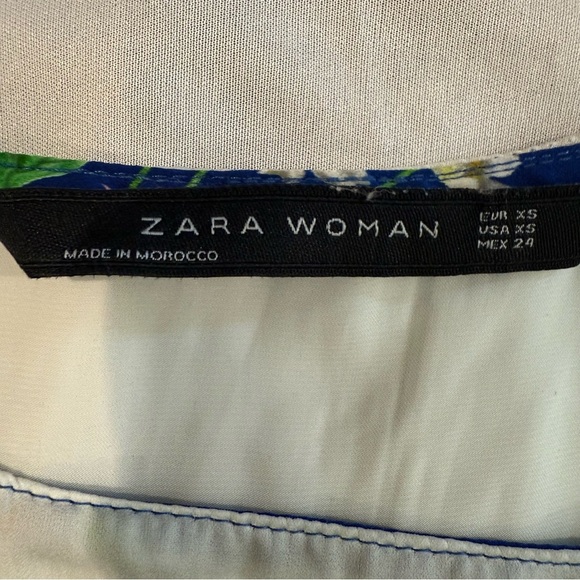 ZARA WOMAN
MADE IN MOROCCO
EUR XS
USA XS
MEX 24